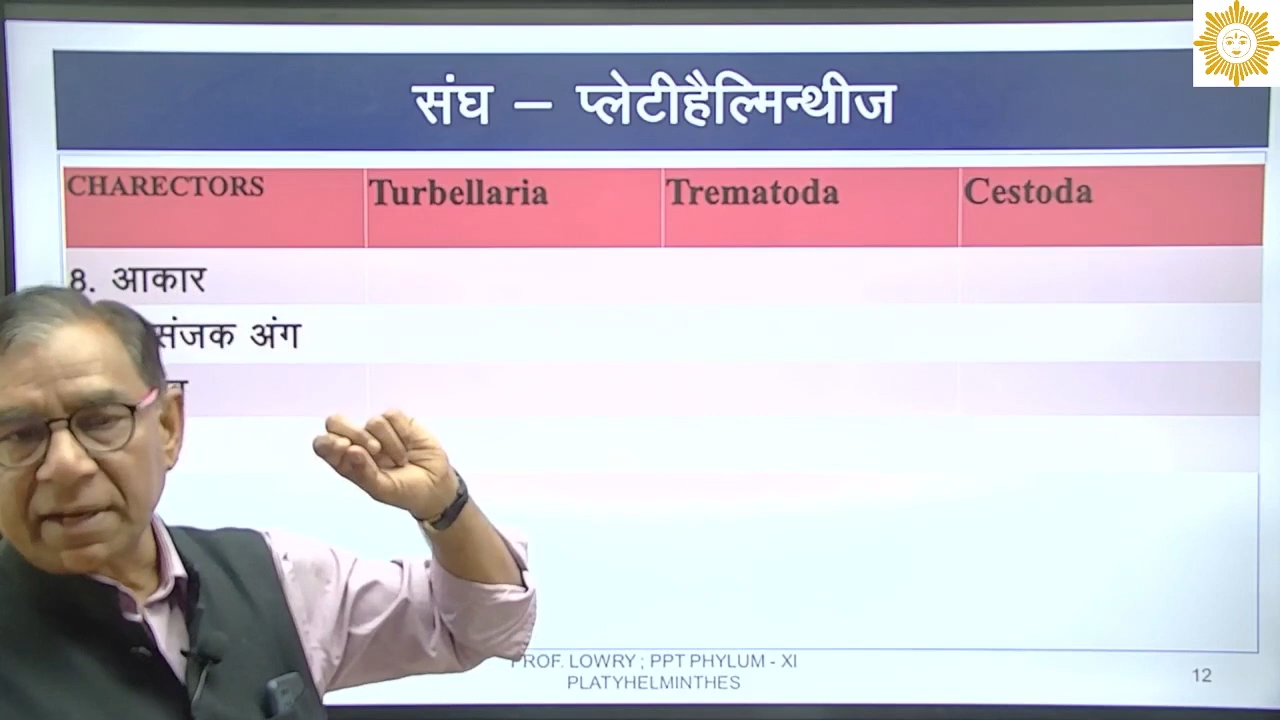 संघ – प्लेटीहैल्मिन्थीज
CHARECTORS Turbellaria Trematoda Cestoda
8. आकार
संजक अंग
PROF. LOWRY ; PPT PHYLUM - XI
PLATYHELMINTHES
12